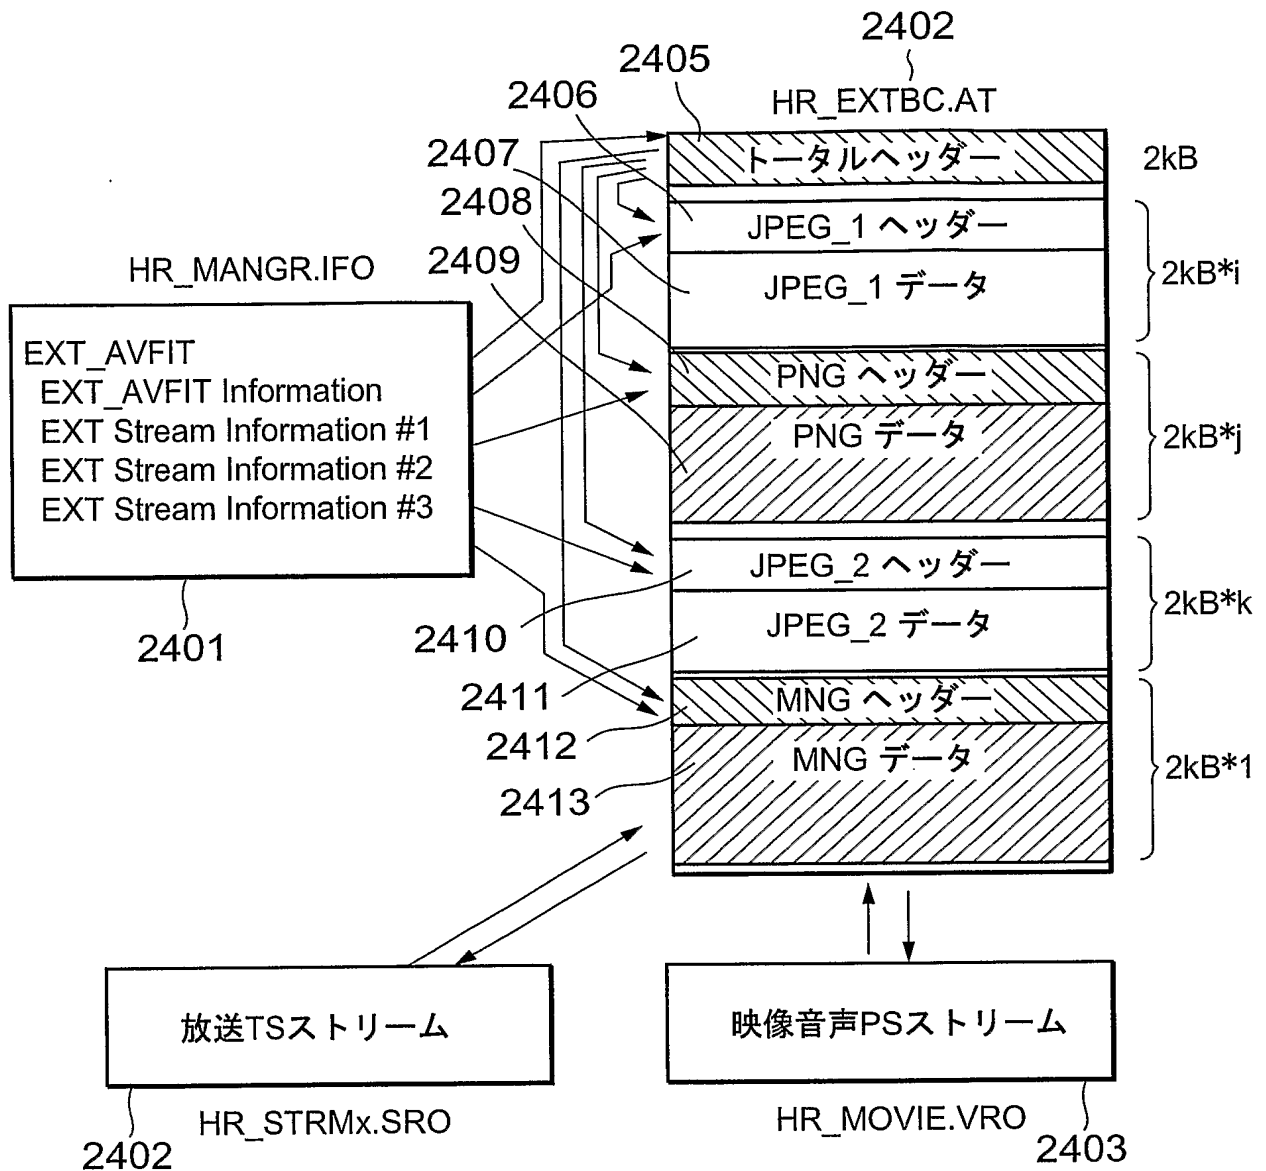 2402
2405
HR_EXTBC.AT
2406
2407
2408
2409
トータルヘッダー
2kB
JPEG_1 ヘッダー
JPEG_1 データ
2kB*i
HR_MANGR.IFO
EXT_AVFIT
EXT_AVFIT Information
EXT Stream Information #1
EXT Stream Information #2
EXT Stream Information #3
2401
PNG ヘッダー
PNG データ
2kB*j
JPEG_2 ヘッダー
JPEG_2 データ
2kB*k
2410
2411
2412
2413
MNG ヘッダー
MNG データ
2kB*1
放送TSストリーム
2402
HR_STRMx.SRO
映像音声PSストリーム
HR_MOVIE.VRO
2403